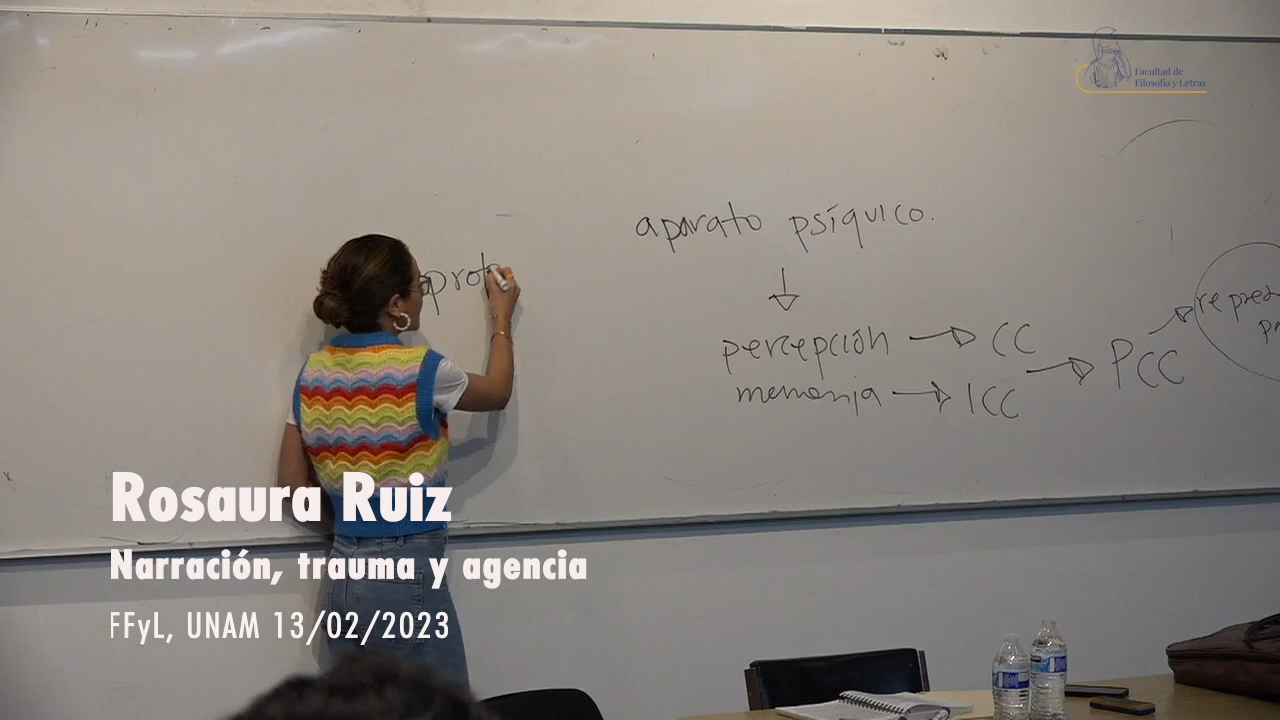 Facultad de
Filosofía y Letras
aparato psíquico.
percepción → CC
memoria → ICC
→ PCC
Rosaura Ruiz
Narración, trauma y agencia
FFyL, UNAM 13/02/2023